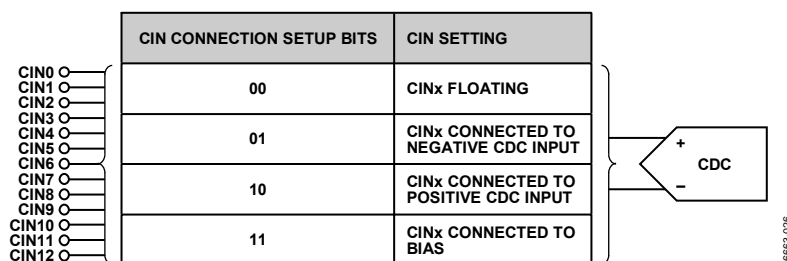 CIN CONNECTION SETUP BITS CIN SETTING
CIN0
CIN1
CIN2
CIN3
CIN4
CIN5
CIN6
CIN7
CIN8
CIN9
CIN10
CIN11
CIN12
00 CINx FLOATING
01 CINx CONNECTED TO
NEGATIVE CDC INPUT
10 CINx CONNECTED TO
POSITIVE CDC INPUT
11 CINx CONNECTED TO
BIAS
+
CDC
−